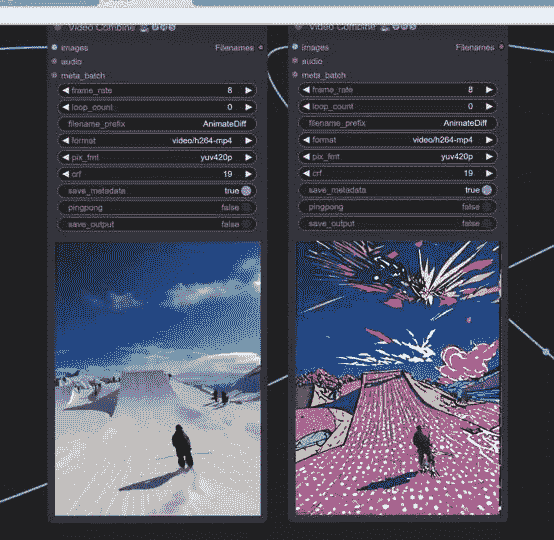 Video Combine
images Filenames
audio
meta_batch
frame_rate 8
loop_count 0
filename_prefix AnimateDiff
format video/h264-mp4
pix_fmt yuv420p
crf 19
save_metadata true
pingpong false
save_output false
Video Combine
images Filenames
audio
meta_batch
frame_rate 8
loop_count 0
filename_prefix AnimateDiff
format video/h264-mp4
pix_fmt yuv420p
crf 19
save_metadata true
pingpong false
save_output false